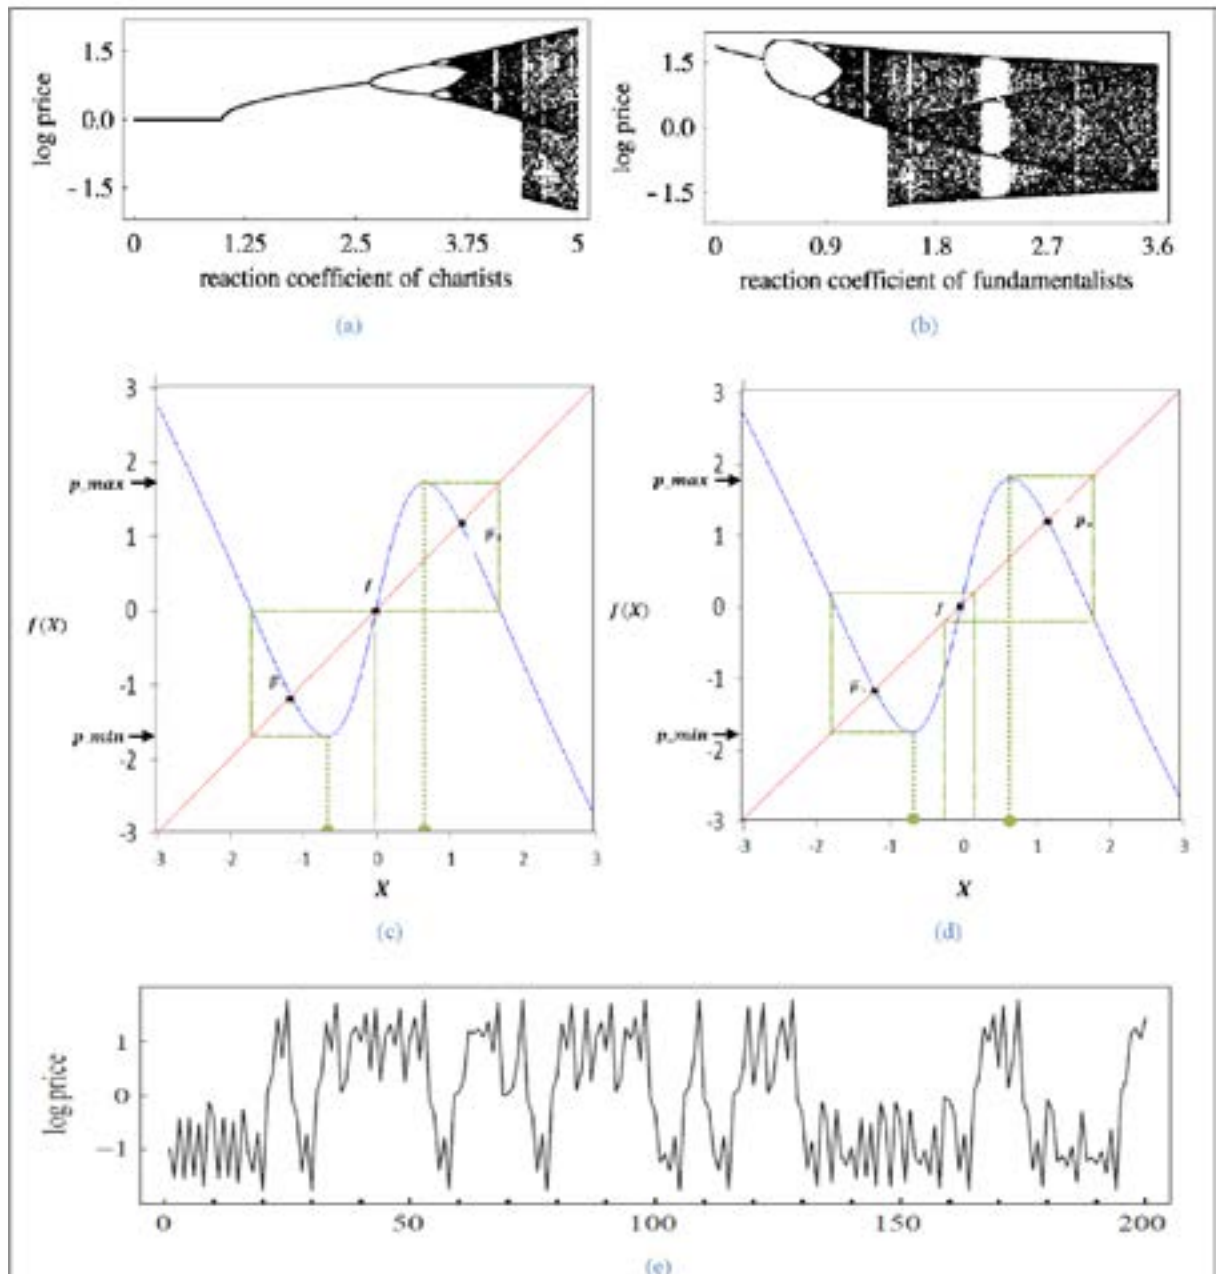 log price
1.5
0.0
- 1.5
0 1.25 2.5 3.75 5
reaction coefficient of chartists
(a)
log price
1.5
0.0
- 1.5
0 0.9 1.8 2.7 3.6
reaction coefficient of fundamentalists
(b)
3
2
p_max
1
0
f(X)
-1
p_min
-2
-3
-3 -2 -1 0 1 2 3
X
(c)
3
2
p_max
1
0
f(X)
-1
p_min
-2
-3
-3 -2 -1 0 1 2 3
X
(d)
log price
1
0
-1
0 50 100 150 200
(e)